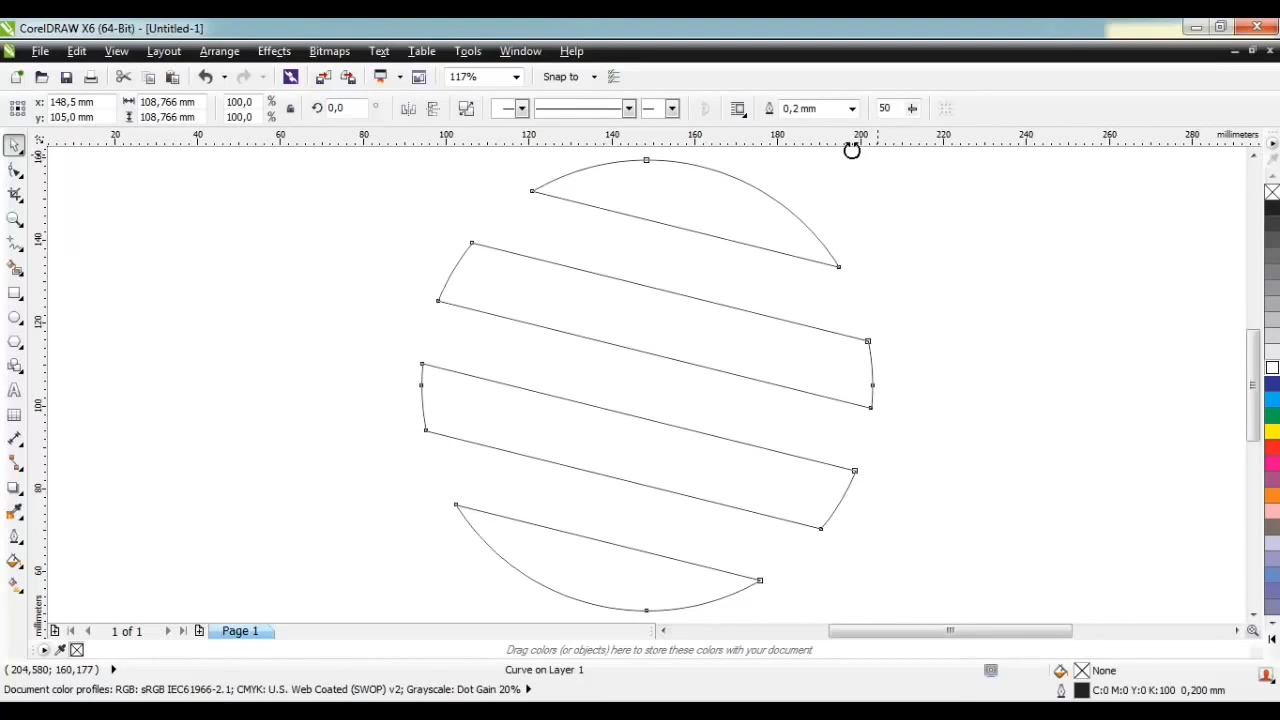 CorelDRAW X6 (64-Bit) - [Untitled-1]
File Edit View Layout Arrange Effects Bitmaps Text Table Tools Window Help
117% Snap to
x: 148,5 mm 108,766 mm 100,0 % 0,0 ° 0,2 mm 50
y: 105,0 mm 108,766 mm 100,0 %
20 40 60 80 100 120 140 160 180 200 220 240 260 280 millimeters
160
140
120
100
80
60
millimeters
1 of 1 Page 1
Drag colors (or objects) here to store these colors with your document
( 204,580; 160,177 ) Curve on Layer 1 None
Document color profiles: RGB: sRGB IEC61966-2.1; CMYK: U.S. Web Coated (SWOP) v2; Grayscale: Dot Gain 20% C:0 M:0 Y:0 K:100 0,200 mm